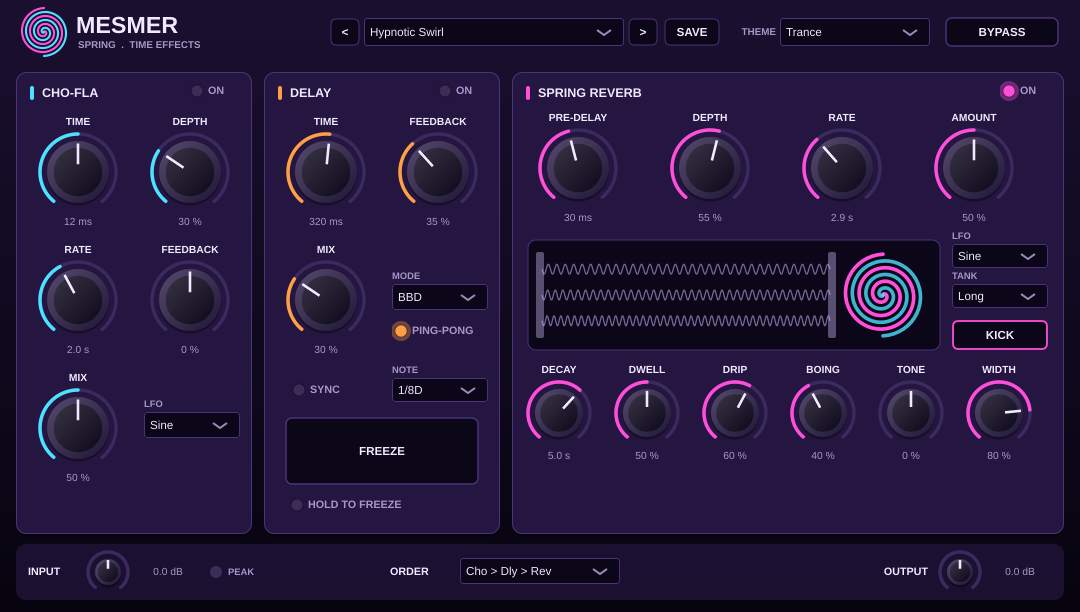 MESMER
SPRING . TIME EFFECTS
< Hypnotic Swirl > SAVE THEME Trance BYPASS
CHO-FLA ON
TIME DEPTH
12 ms 30 %
RATE FEEDBACK
2.0 s 0 %
MIX
LFO
Sine
50 %
DELAY ON
TIME FEEDBACK
320 ms 35 %
MIX
MODE
BBD
PING-PONG
30 %
NOTE
SYNC 1/8D
FREEZE
HOLD TO FREEZE
SPRING REVERB ON
PRE-DELAY DEPTH RATE AMOUNT
30 ms 55 % 2.9 s 50 %
LFO
Sine
TANK
Long
KICK
DECAY DWELL DRIP BOING TONE WIDTH
5.0 s 50 % 60 % 40 % 0 % 80 %
INPUT 0.0 dB PEAK ORDER Cho > Dly > Rev OUTPUT 0.0 dB